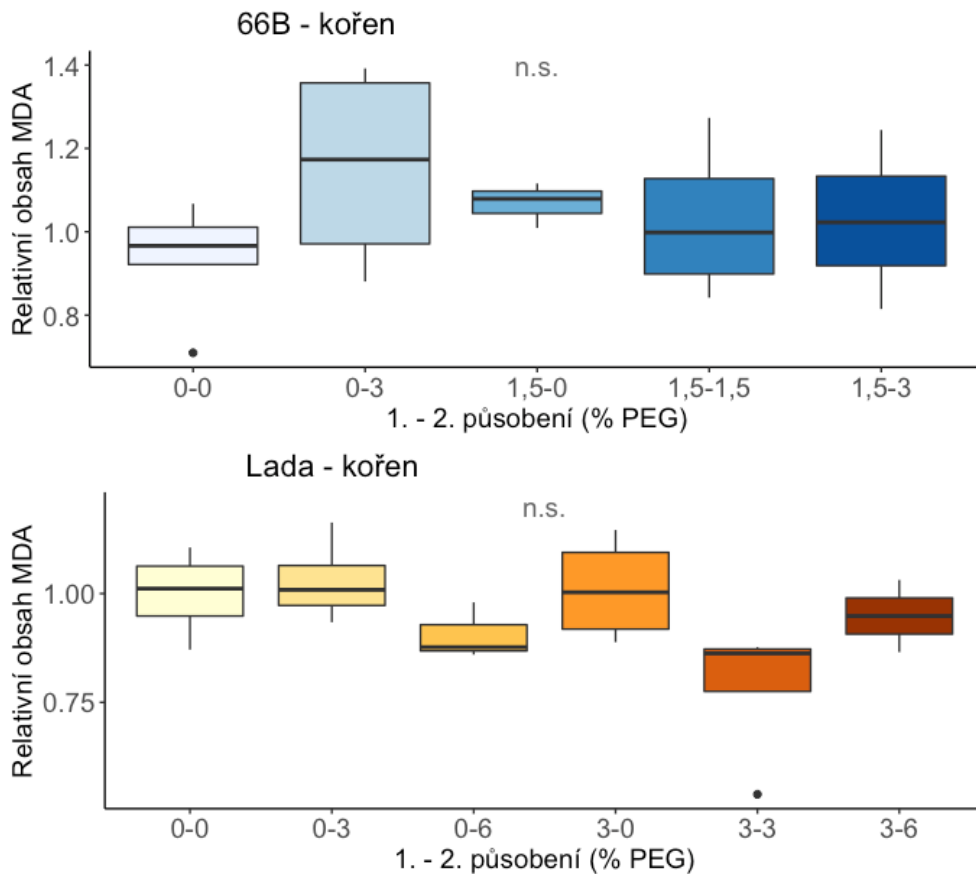 66B - kořen
n.s.
Relativní obsah MDA
1.4
1.2
1.0
0.8
0-0 0-3 1,5-0 1,5-1,5 1,5-3
1. - 2. působení (% PEG)
Lada - kořen
n.s.
Relativní obsah MDA
1.00
0.75
0-0 0-3 0-6 3-0 3-3 3-6
1. - 2. působení (% PEG)